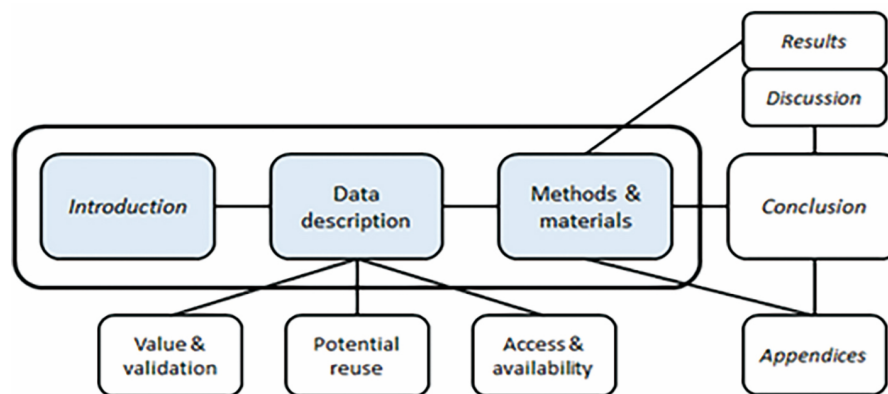 Results
Discussion
Introduction
Data
description
Methods &
materials
Conclusion
Value &
validation
Potential
reuse
Access &
availability
Appendices